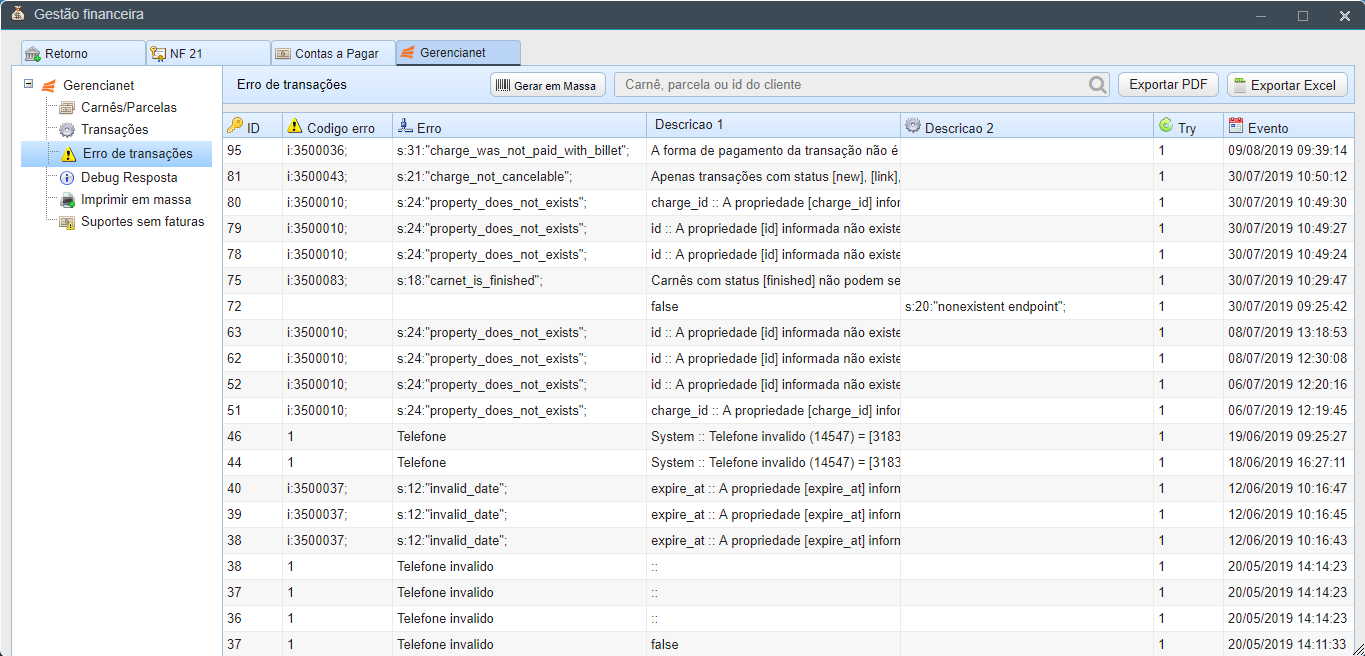 Gestão financeira
Retorno NF 21 Contas a Pagar Gerencianet
Gerencianet
Carnês/Parcelas
Transações
Erro de transações
Debug Resposta
Imprimir em massa
Suportes sem faturas
Erro de transações Gerar em Massa Carnê, parcela ou id do cliente Exportar PDF Exportar Excel
ID Codigo erro Erro Descricao 1 Descricao 2 Try Evento
95 i:3500036; s:31:"charge_was_not_paid_with_billet"; A forma de pagamento da transação não é 1 09/08/2019 09:39:14
81 i:3500043; s:21:"charge_not_cancelable"; Apenas transações com status [new], [link], 1 30/07/2019 10:50:12
80 i:3500010; s:24:"property_does_not_exists"; charge_id :: A propriedade [charge_id] infor 1 30/07/2019 10:49:30
79 i:3500010; s:24:"property_does_not_exists"; id :: A propriedade [id] informada não existe 1 30/07/2019 10:49:27
78 i:3500010; s:24:"property_does_not_exists"; id :: A propriedade [id] informada não existe 1 30/07/2019 10:49:24
75 i:3500083; s:18:"carnet_is_finished"; Carnês com status [finished] não podem se 1 30/07/2019 10:29:47
72 false s:20:"nonexistent endpoint"; 1 30/07/2019 09:25:42
63 i:3500010; s:24:"property_does_not_exists"; id :: A propriedade [id] informada não existe 1 08/07/2019 13:18:53
62 i:3500010; s:24:"property_does_not_exists"; id :: A propriedade [id] informada não existe 1 08/07/2019 12:30:08
52 i:3500010; s:24:"property_does_not_exists"; id :: A propriedade [id] informada não existe 1 06/07/2019 12:20:16
51 i:3500010; s:24:"property_does_not_exists"; charge_id :: A propriedade [charge_id] infor 1 06/07/2019 12:19:45
46 1 Telefone System :: Telefone invalido (14547) = [3183 1 19/06/2019 09:25:27
44 1 Telefone System :: Telefone invalido (14547) = [3183 1 18/06/2019 16:27:11
40 i:3500037; s:12:"invalid_date"; expire_at :: A propriedade [expire_at] inform 1 12/06/2019 10:16:47
39 i:3500037; s:12:"invalid_date"; expire_at :: A propriedade [expire_at] inform 1 12/06/2019 10:16:45
38 i:3500037; s:12:"invalid_date"; expire_at :: A propriedade [expire_at] inform 1 12/06/2019 10:16:43
38 1 Telefone invalido :: 1 20/05/2019 14:14:23
37 1 Telefone invalido :: 1 20/05/2019 14:14:23
36 1 Telefone invalido :: 1 20/05/2019 14:14:23
37 1 Telefone invalido false 1 20/05/2019 14:11:33